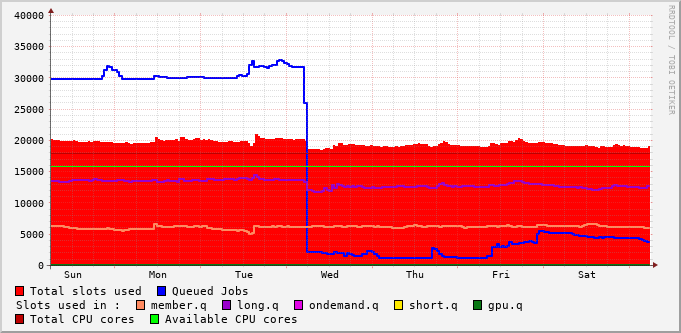 40000
35000
30000
25000
20000
15000
10000
5000
0
Sun Mon Tue Wed Thu Fri Sat
Total slots used Queued Jobs
Slots used in : member.q long.q ondemand.q short.q gpu.q
Total CPU cores Available CPU cores
RRDTOOL / TOBI OETIKER